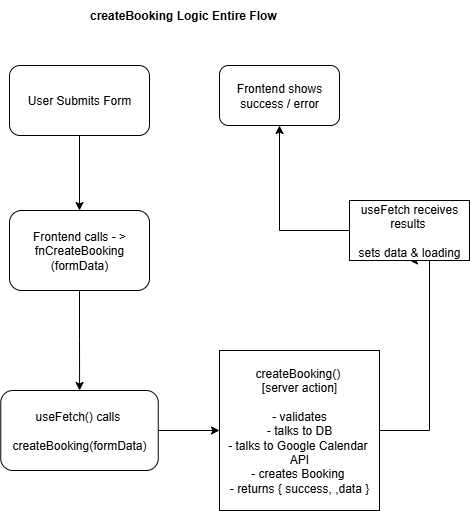 createBooking Logic Entire Flow
User Submits Form
Frontend shows
success / error
Frontend calls - >
fnCreateBooking
(formData)
useFetch receives
results
sets data & loading
useFetch() calls
createBooking(formData)
createBooking()
[server action]
- validates
- talks to DB
- talks to Google Calendar
API
- creates Booking
- returns { success, ,data }